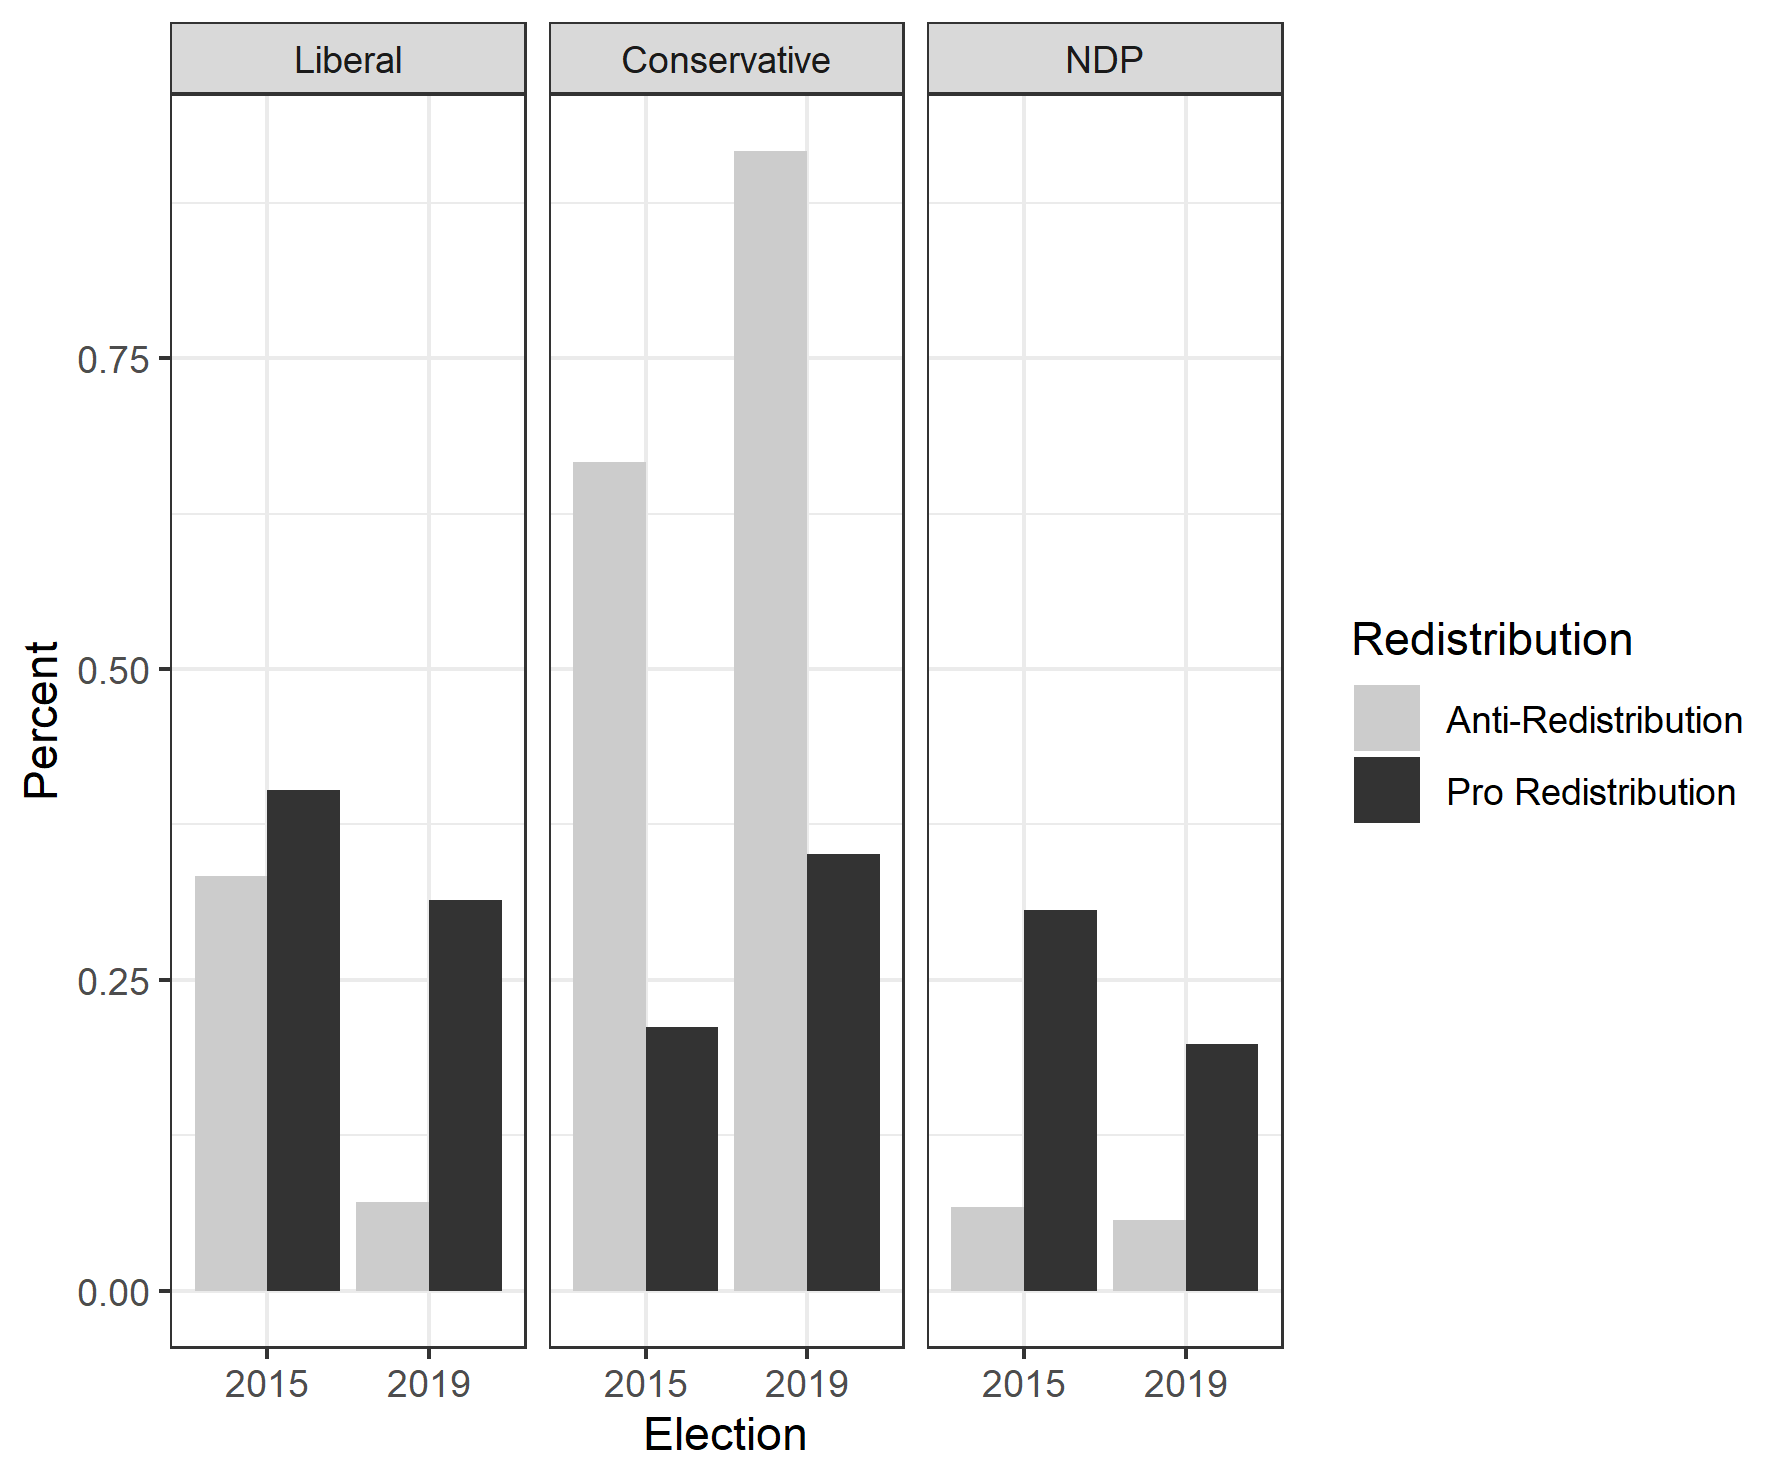 Liberal
Conservative
NDP
Percent
0.75
0.50
0.25
0.00
2015
2019
2015
2019
2015
2019
Election
Redistribution
Anti-Redistribution
Pro Redistribution